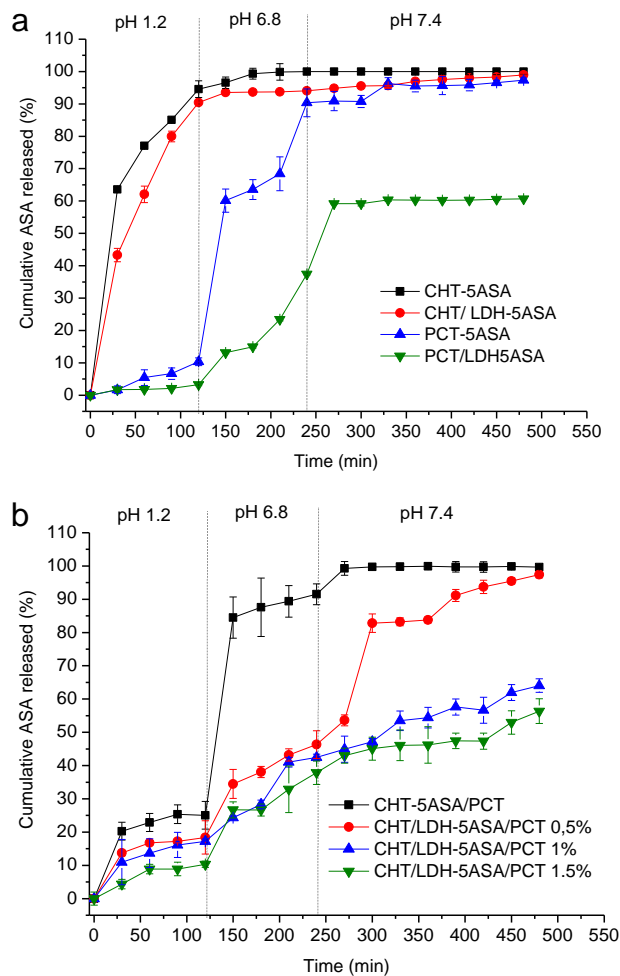 a
pH 1.2
pH 6.8
pH 7.4
110
100
90
80
70
60
50
40
30
20
10
0
Cumulative ASA released (%)
CHT-5ASA
CHT/ LDH-5ASA
PCT-5ASA
PCT/LDH5ASA
0 50 100 150 200 250 300 350 400 450 500 550
Time (min)
b
pH 1.2
pH 6.8
pH 7.4
110
100
90
80
70
60
50
40
30
20
10
0
Cumulative ASA released (%)
CHT-5ASA/PCT
CHT/LDH-5ASA/PCT 0,5%
CHT/LDH-5ASA/PCT 1%
CHT/LDH-5ASA/PCT 1.5%
0 50 100 150 200 250 300 350 400 450 500 550
Time (min)